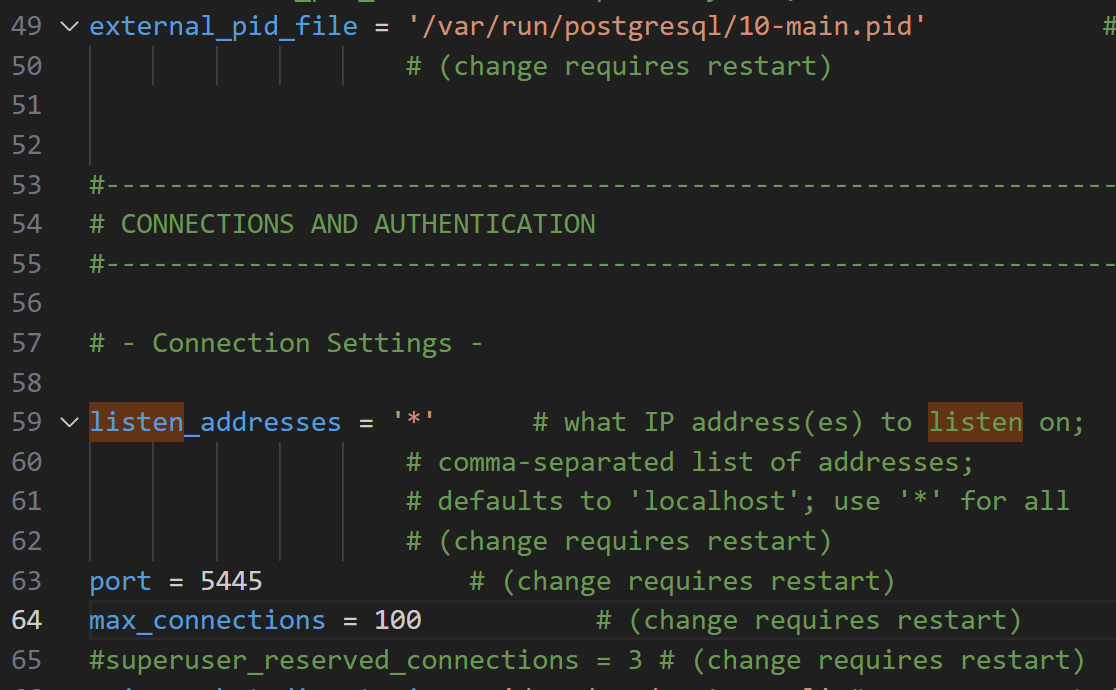 49 external_pid_file = '/var/run/postgresql/10-main.pid' #
50 # (change requires restart)
51
52
53 #----------------------------------------------------------------
54 # CONNECTIONS AND AUTHENTICATION
55 #----------------------------------------------------------------
56
57 # - Connection Settings -
58
59 listen_addresses = '*' # what IP address(es) to listen on;
60 # comma-separated list of addresses;
61 # defaults to 'localhost'; use '*' for all
62 # (change requires restart)
63 port = 5445 # (change requires restart)
64 max_connections = 100 # (change requires restart)
65 #superuser_reserved_connections = 3 # (change requires restart)